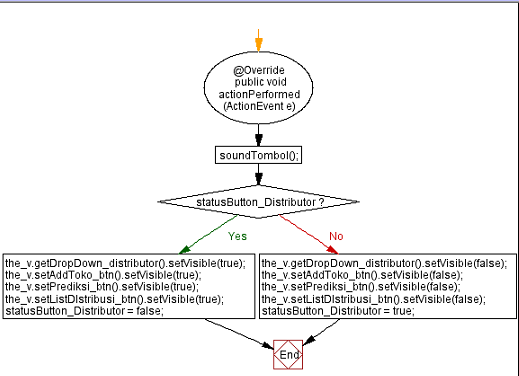 @Override
public void
actionPerformed
(ActionEvent e)
soundTombol();
statusButton_Distributor ?
Yes
No
the_v.getDropDown_distributor().setVisible(true);
the_v.setAddToko_btn().setVisible(true);
the_v.setPrediksi_btn().setVisible(true);
the_v.setListDIstribusi_btn().setVisible(true);
statusButton_Distributor = false;
the_v.getDropDown_distributor().setVisible(false);
the_v.setAddToko_btn().setVisible(false);
the_v.setPrediksi_btn().setVisible(false);
the_v.setListDIstribusi_btn().setVisible(false);
statusButton_Distributor = true;
End